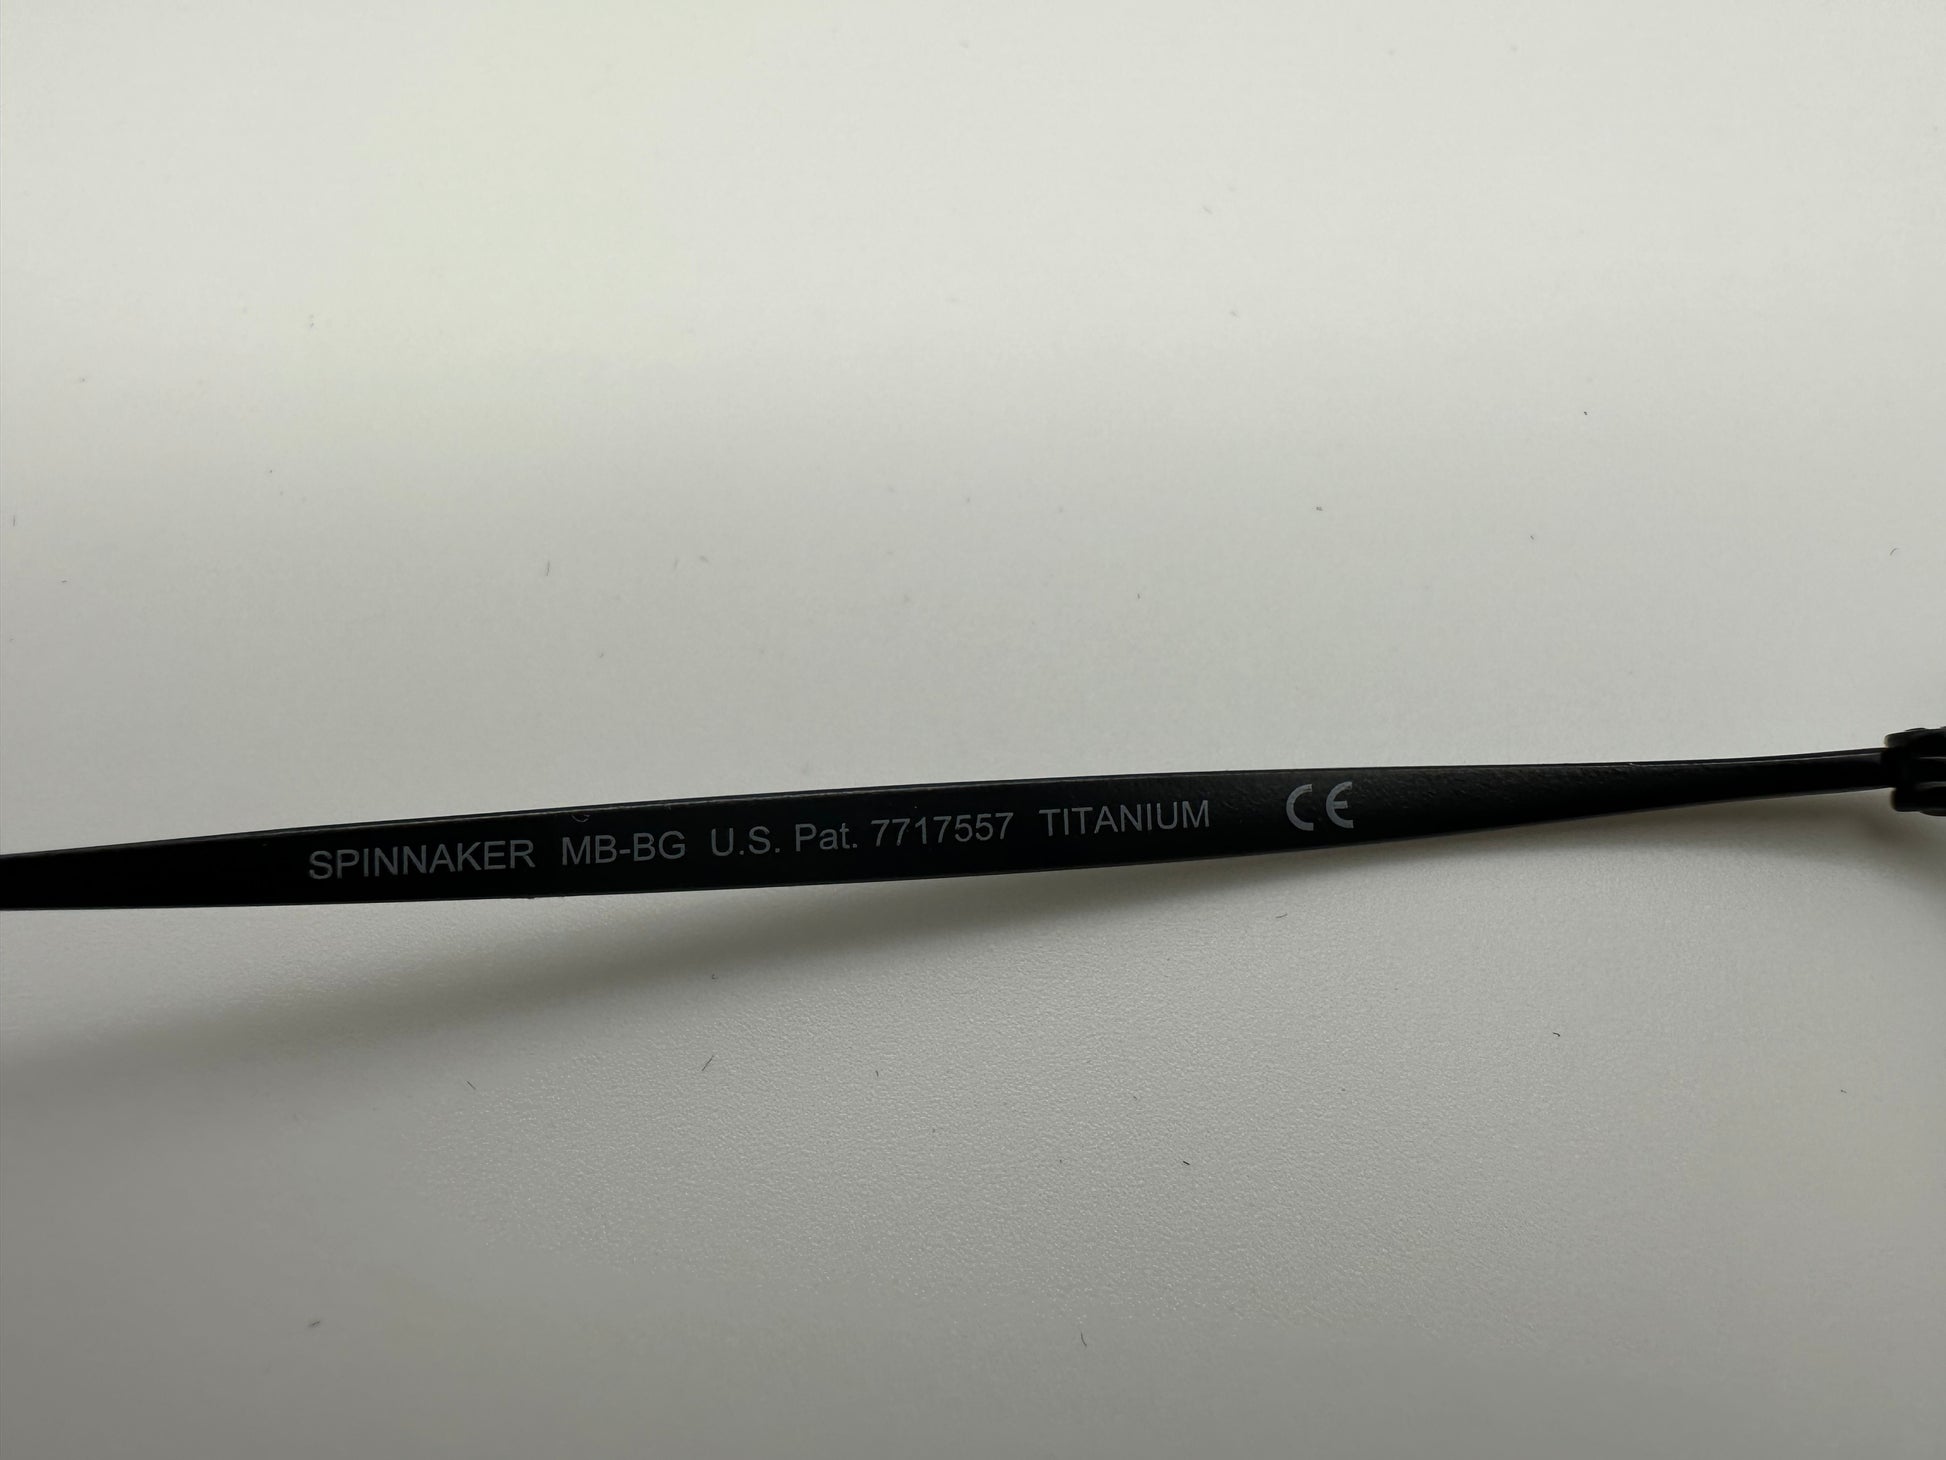 SPINNAKER MB-BG U.S. Pat. 7717557 TITANIUM CE